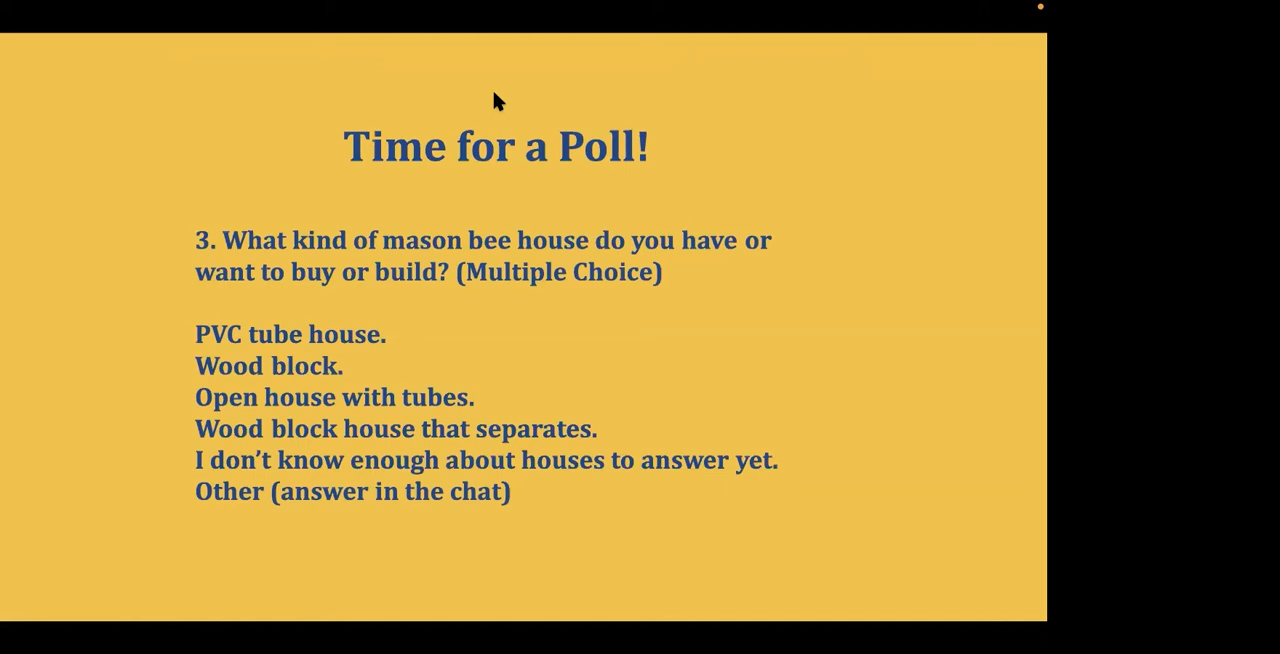 Time for a Poll!
3. What kind of mason bee house do you have or
want to buy or build? (Multiple Choice)
PVC tube house.
Wood block.
Open house with tubes.
Wood block house that separates.
I don’t know enough about houses to answer yet.
Other (answer in the chat)